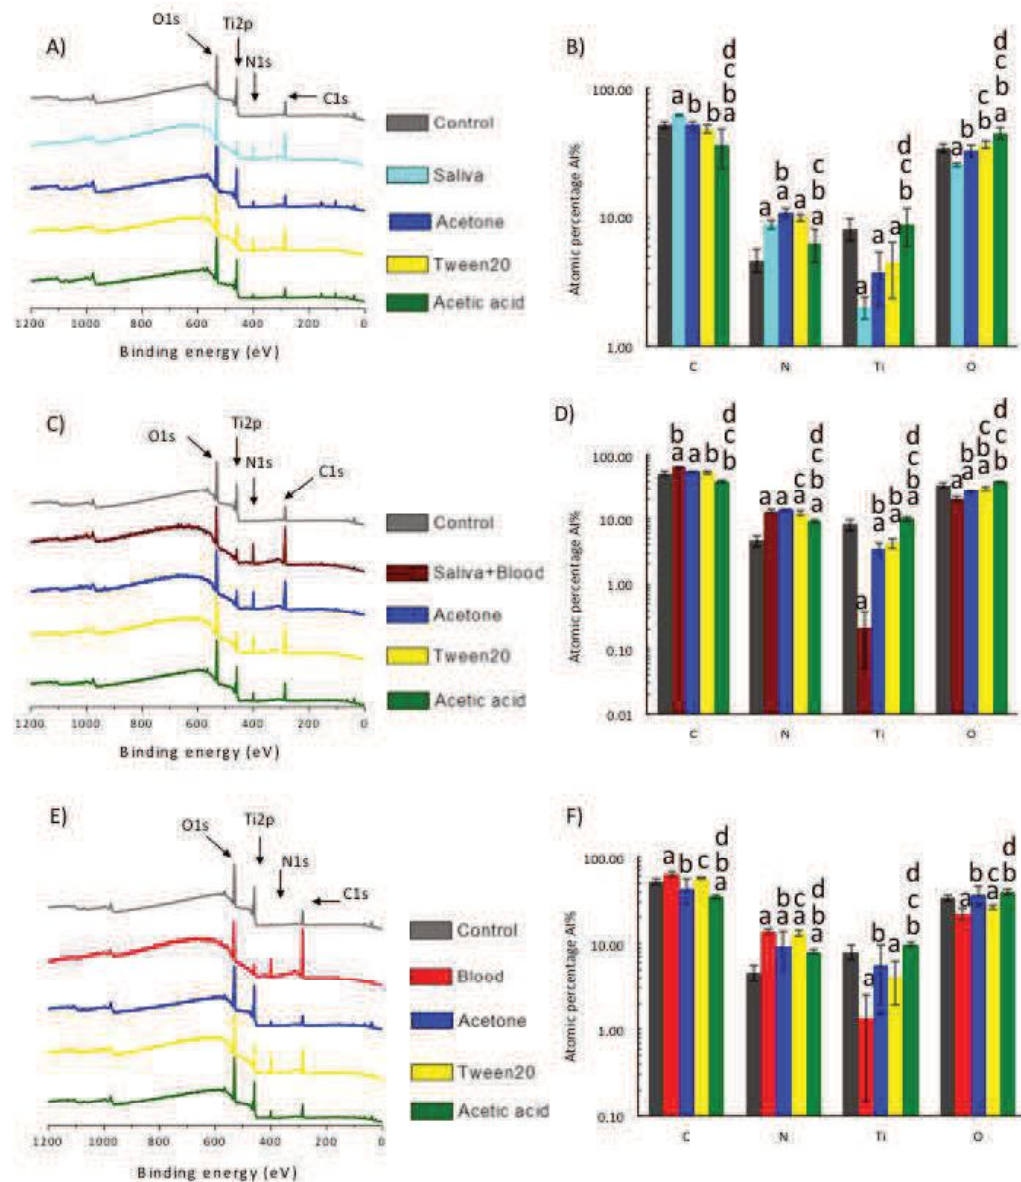 A)
O1s
Ti2p
N1s
C1s
Control
Saliva
Acetone
Tween20
Acetic acid
1200 1000 800 600 400 200 0
Binding energy (eV)
B)
Atomic percentage Al%
100.00
10.00
1.00
a b b
d
c
b
a
a
b
a
a
c
b
a
a a a
d
c
b
a b
c
b
d
c
b
a
C N Ti O
C)
O1s
Ti2p
N1s
C1s
Control
Saliva+Blood
Acetone
Tween20
Acetic acid
1200 1000 800 600 400 200 0
Binding energy (eV)
D)
Atomic percentage Al%
100.00
10.00
1.00
0.10
0.01
b
a a b
d
c
b
a a
c
a
d
c
b
a
a
b
a
b
a
d
c
b
a
a
b
a
c
b
a
d
c
b
C N Ti O
E)
O1s
Ti2p
N1s
C1s
Control
Blood
Acetone
Tween20
Acetic acid
1200 1000 800 600 400 200 0
Binding energy (eV)
F)
Atomic percentage Al%
100.00
10.00
1.00
0.10
a b c
d
b
a
a
b
a
c
a
d
b
a
a b a
d
c
b
a b
c
a
d
b
C N Ti O